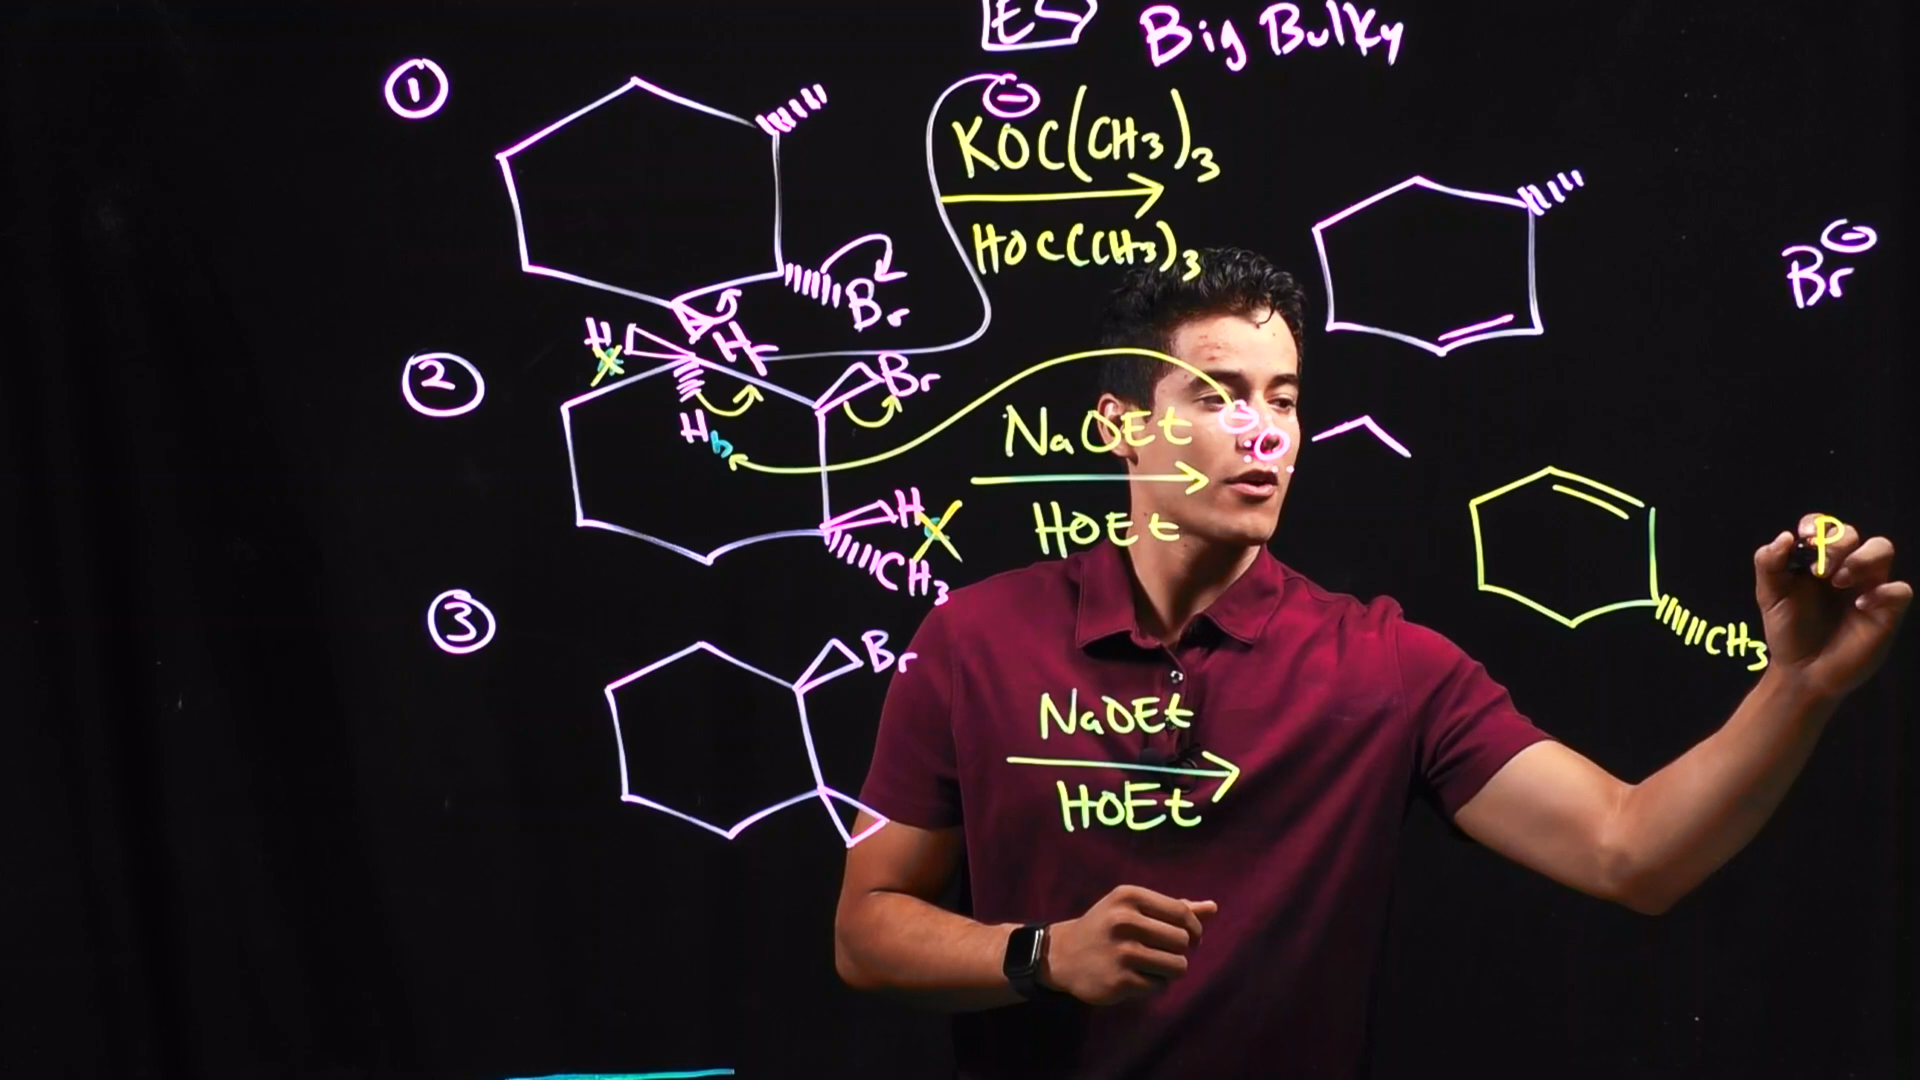 E2 Big Bulky
①
⊖
KOC(CH3)3
HOC(CH3)3
Br
H
Br⊖
②
H
H b
Br
H
CH3
NaOEt
HOEt
⊖
O
CH3
P
③
Br
NaOEt
HOEt